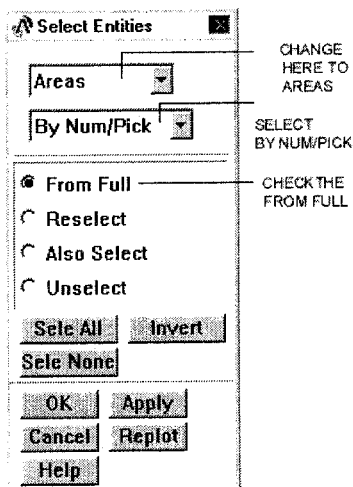 Select Entities
CHANGE
HERE TO
AREAS
Areas
By Num/Pick
SELECT
BY NUM/PICK
From Full
CHECK THE
FROM FULL
Reselect
Also Select
Unselect
Sele All Invert
Sele None
OK Apply
Cancel Replot
Help